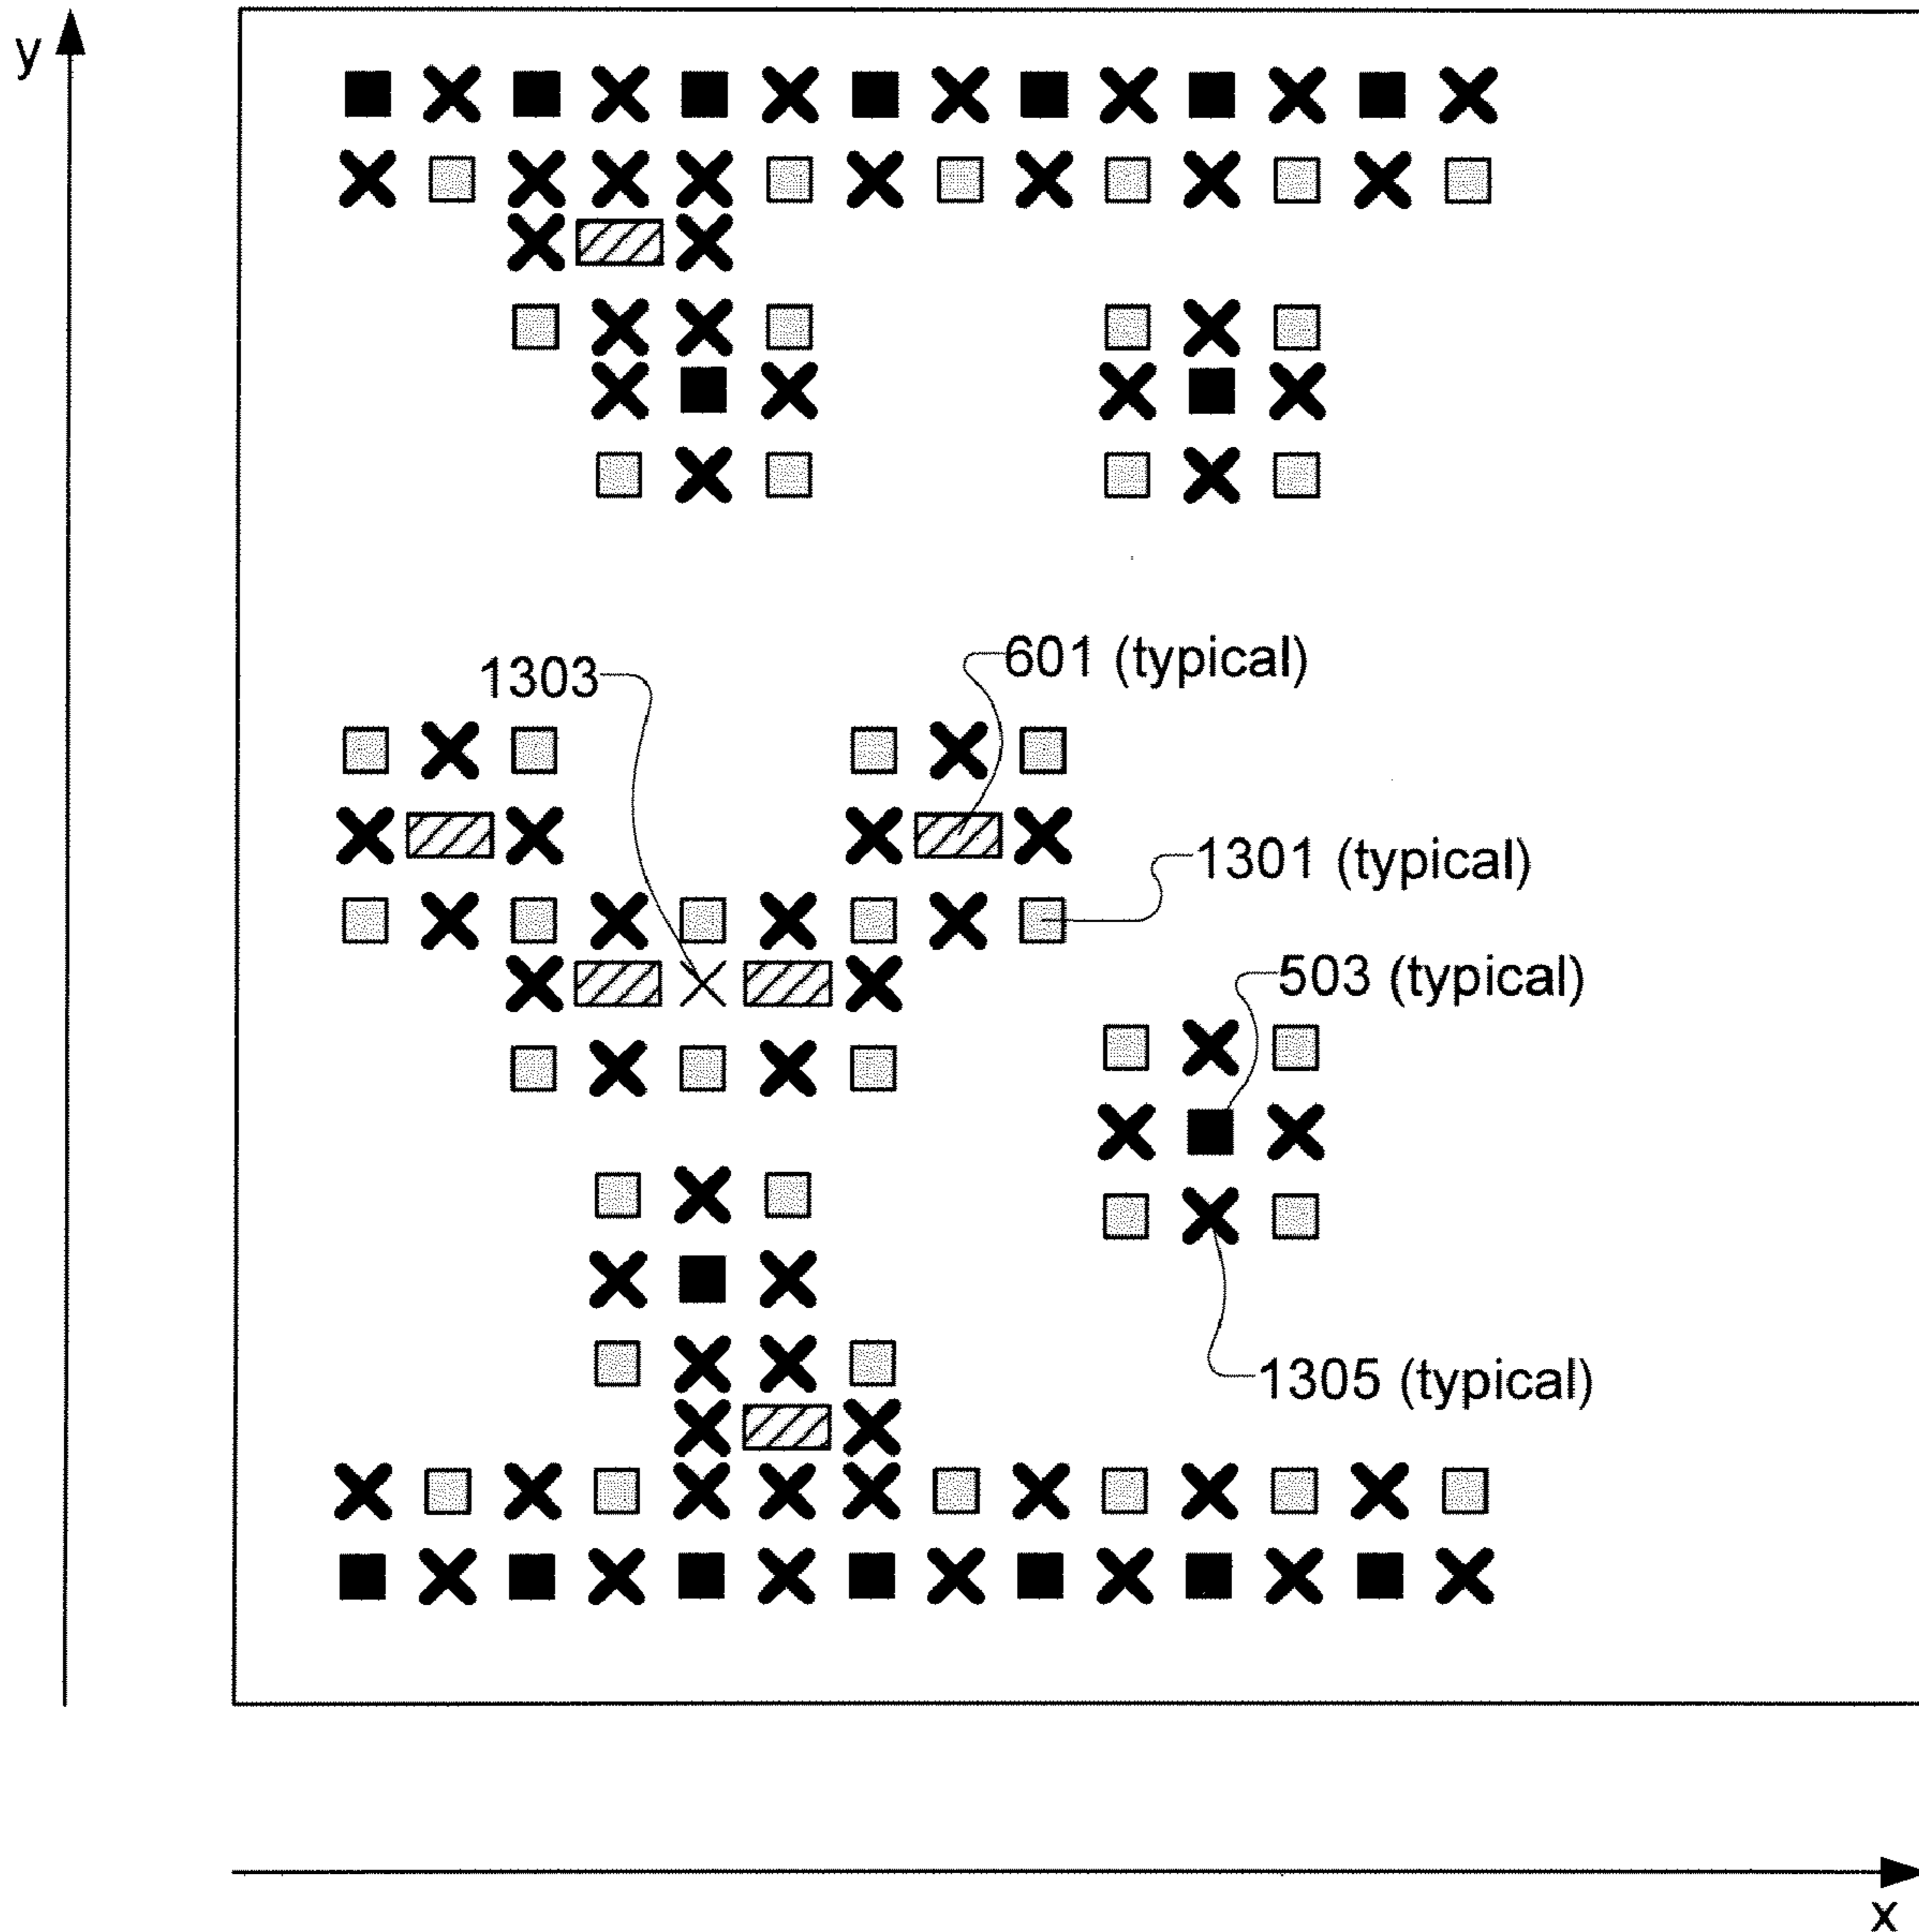 y
601 (typical)
1303
1301 (typical)
503 (typical)
1305 (typical)
x